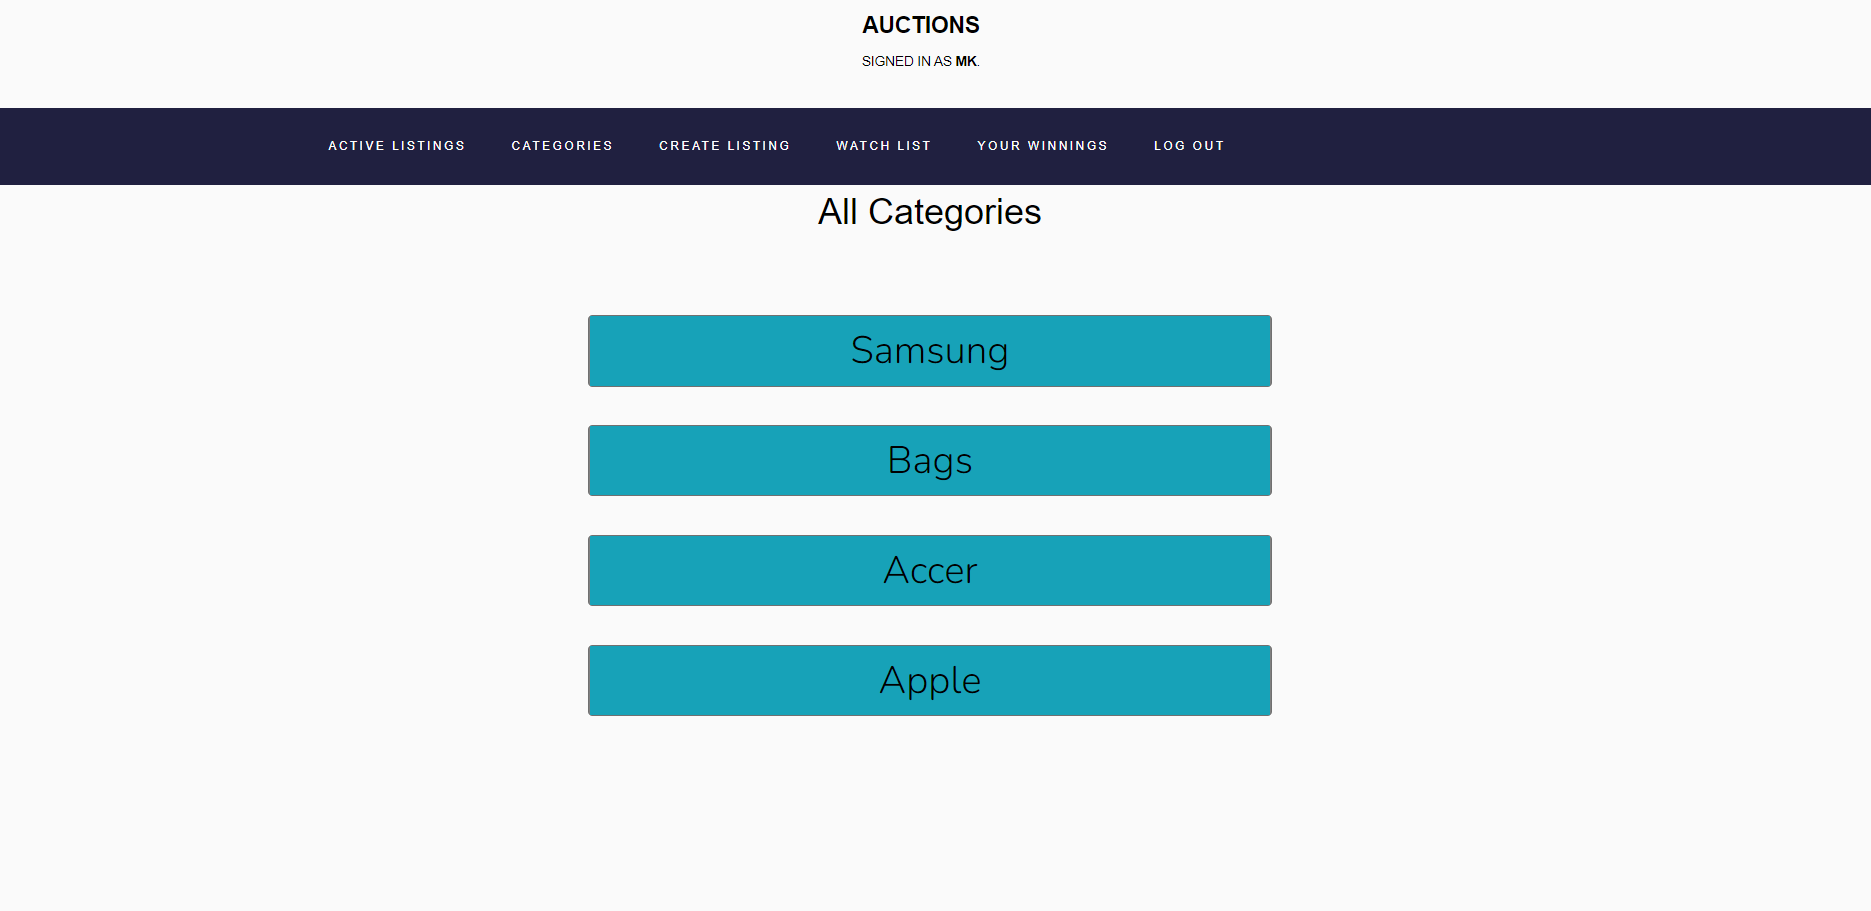 AUCTIONS
SIGNED IN AS MK.
ACTIVE LISTINGS CATEGORIES CREATE LISTING WATCH LIST YOUR WINNINGS LOG OUT
All Categories
Samsung
Bags
Accer
Apple